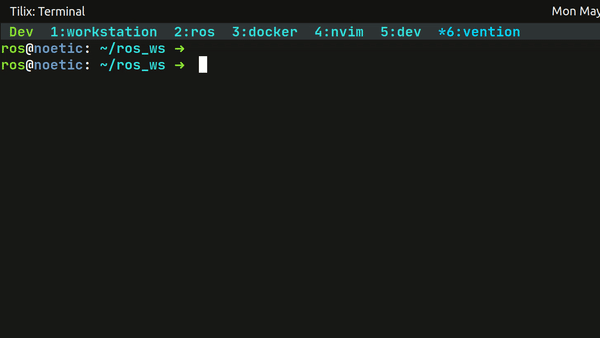 Tilix: Terminal Mon May
Dev 1:workstation 2:ros 3:docker 4:nvim 5:dev *6:vention
ros@noetic: ~/ros_ws ➜
ros@noetic: ~/ros_ws ➜